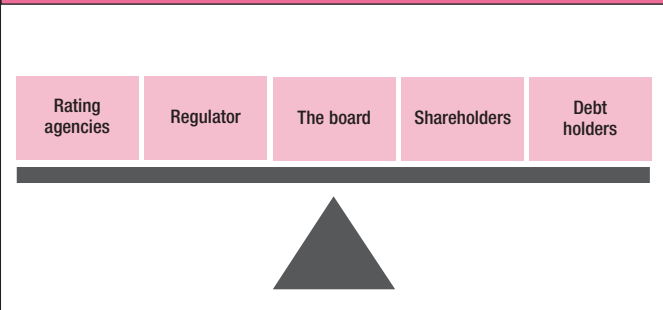 Rating
agencies
Regulator
The board
Shareholders
Debt
holders